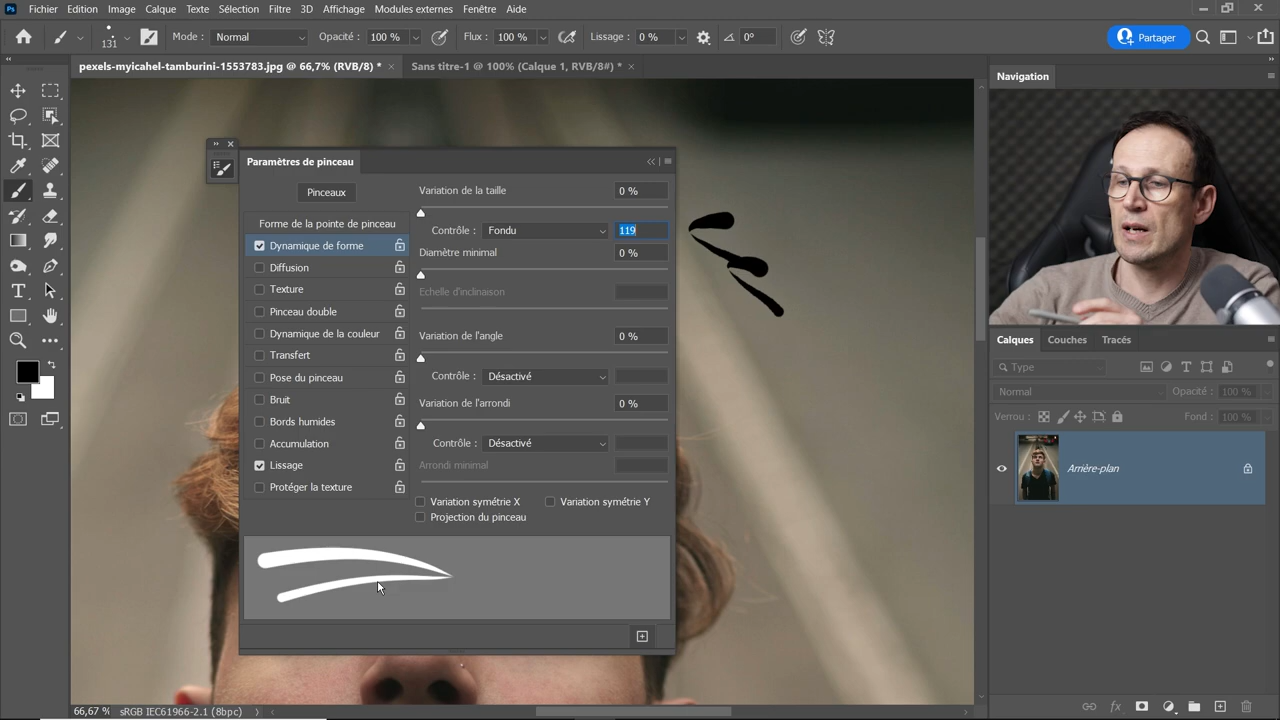 Ps Fichier Edition Image Calque Texte Sélection Filtre 3D Affichage Modules externes Fenêtre Aide
131 Mode : Normal Opacité : 100 % Flux : 100 % Lissage : 0 % 0° Partager
pexels-myicahel-tamburini-1553783.jpg @ 66,7% (RVB/8) * Sans titre-1 @ 100% (Calque 1, RVB/8#) *
Navigation
Paramètres de pinceau
Pinceaux
Variation de la taille 0 %
Forme de la pointe de pinceau
Contrôle : Fondu 119
Dynamique de forme
Diamètre minimal 0 %
Diffusion
Texture
Echelle d'inclinaison
Pinceau double
Dynamique de la couleur
Variation de l'angle 0 %
Transfert
Pose du pinceau
Contrôle : Désactivé
Bruit
Variation de l'arrondi 0 %
Bords humides
Accumulation
Contrôle : Désactivé
Lissage
Arrondi minimal
Protéger la texture
Variation symétrie X Variation symétrie Y
Projection du pinceau
Calques Couches Tracés
Type
Normal Opacité : 100 %
Verrou : Fond : 100 %
Arrière-plan
66,67 % sRGB IEC61966-2.1 (8bpc)
fx